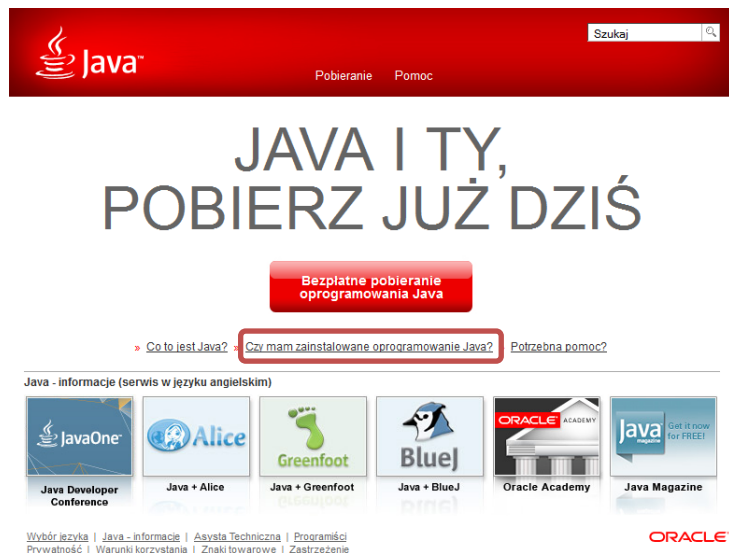 Szukaj
Java™
Pobieranie Pomoc
JAVA I TY,
POBIERZ JUŻ DZIŚ
Bezpłatne pobieranie
oprogramowania Java
» Co to jest Java? » Czy mam zainstalowane oprogramowanie Java? Potrzebna pomoc?
Java - informacje (serwis w języku angielskim)
JavaOne™
Alice
Greenfoot
BlueJ
ORACLE ACADEMY
Java magazine
Get it now
for FREE!
Java Developer
Conference
Java + Alice
Java + Greenfoot
Java + BlueJ
Oracle Academy
Java Magazine
Wybór języka | Java - informacje | Asysta Techniczna | Programiści
Prywatność | Warunki korzystania | Znaki towarowe | Zastrzeżenie
ORACLE